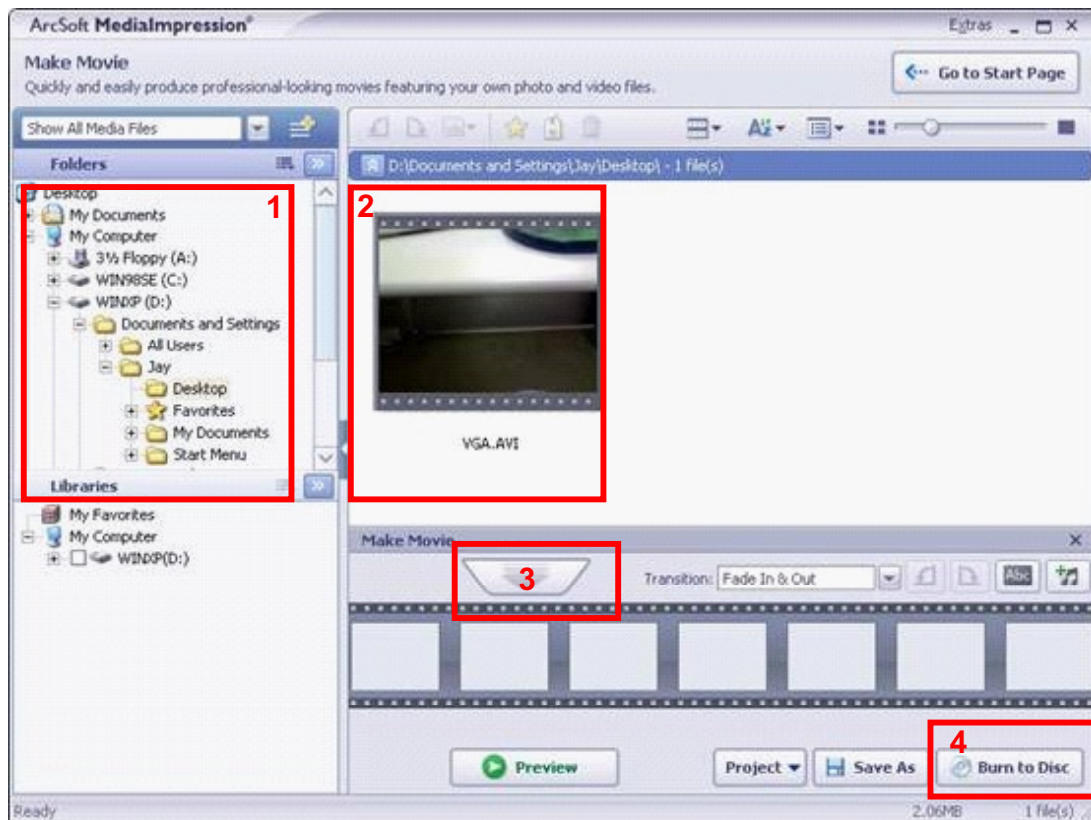 ArcSoft MediaImpression®
Extras
Make Movie
Quickly and easily produce professional-looking movies featuring your own photo and video files.
Go to Start Page
Show All Media Files
Folders
D:\Documents and Settings\Jay\Desktop\ - 1 file(s)
1
2
Desktop
My Documents
My Computer
3½ Floppy (A:)
WIN98SE (C:)
WINXP (D:)
Documents and Settings
All Users
Jay
Desktop
Favorites
My Documents
Start Menu
VGA.AVI
Libraries
My Favorites
My Computer
WINXP(D:)
Make Movie
3
Transition: Fade In & Out
Abc
4
Preview
Project
Save As
Burn to Disc
Ready
2.06MB
1 file(s)